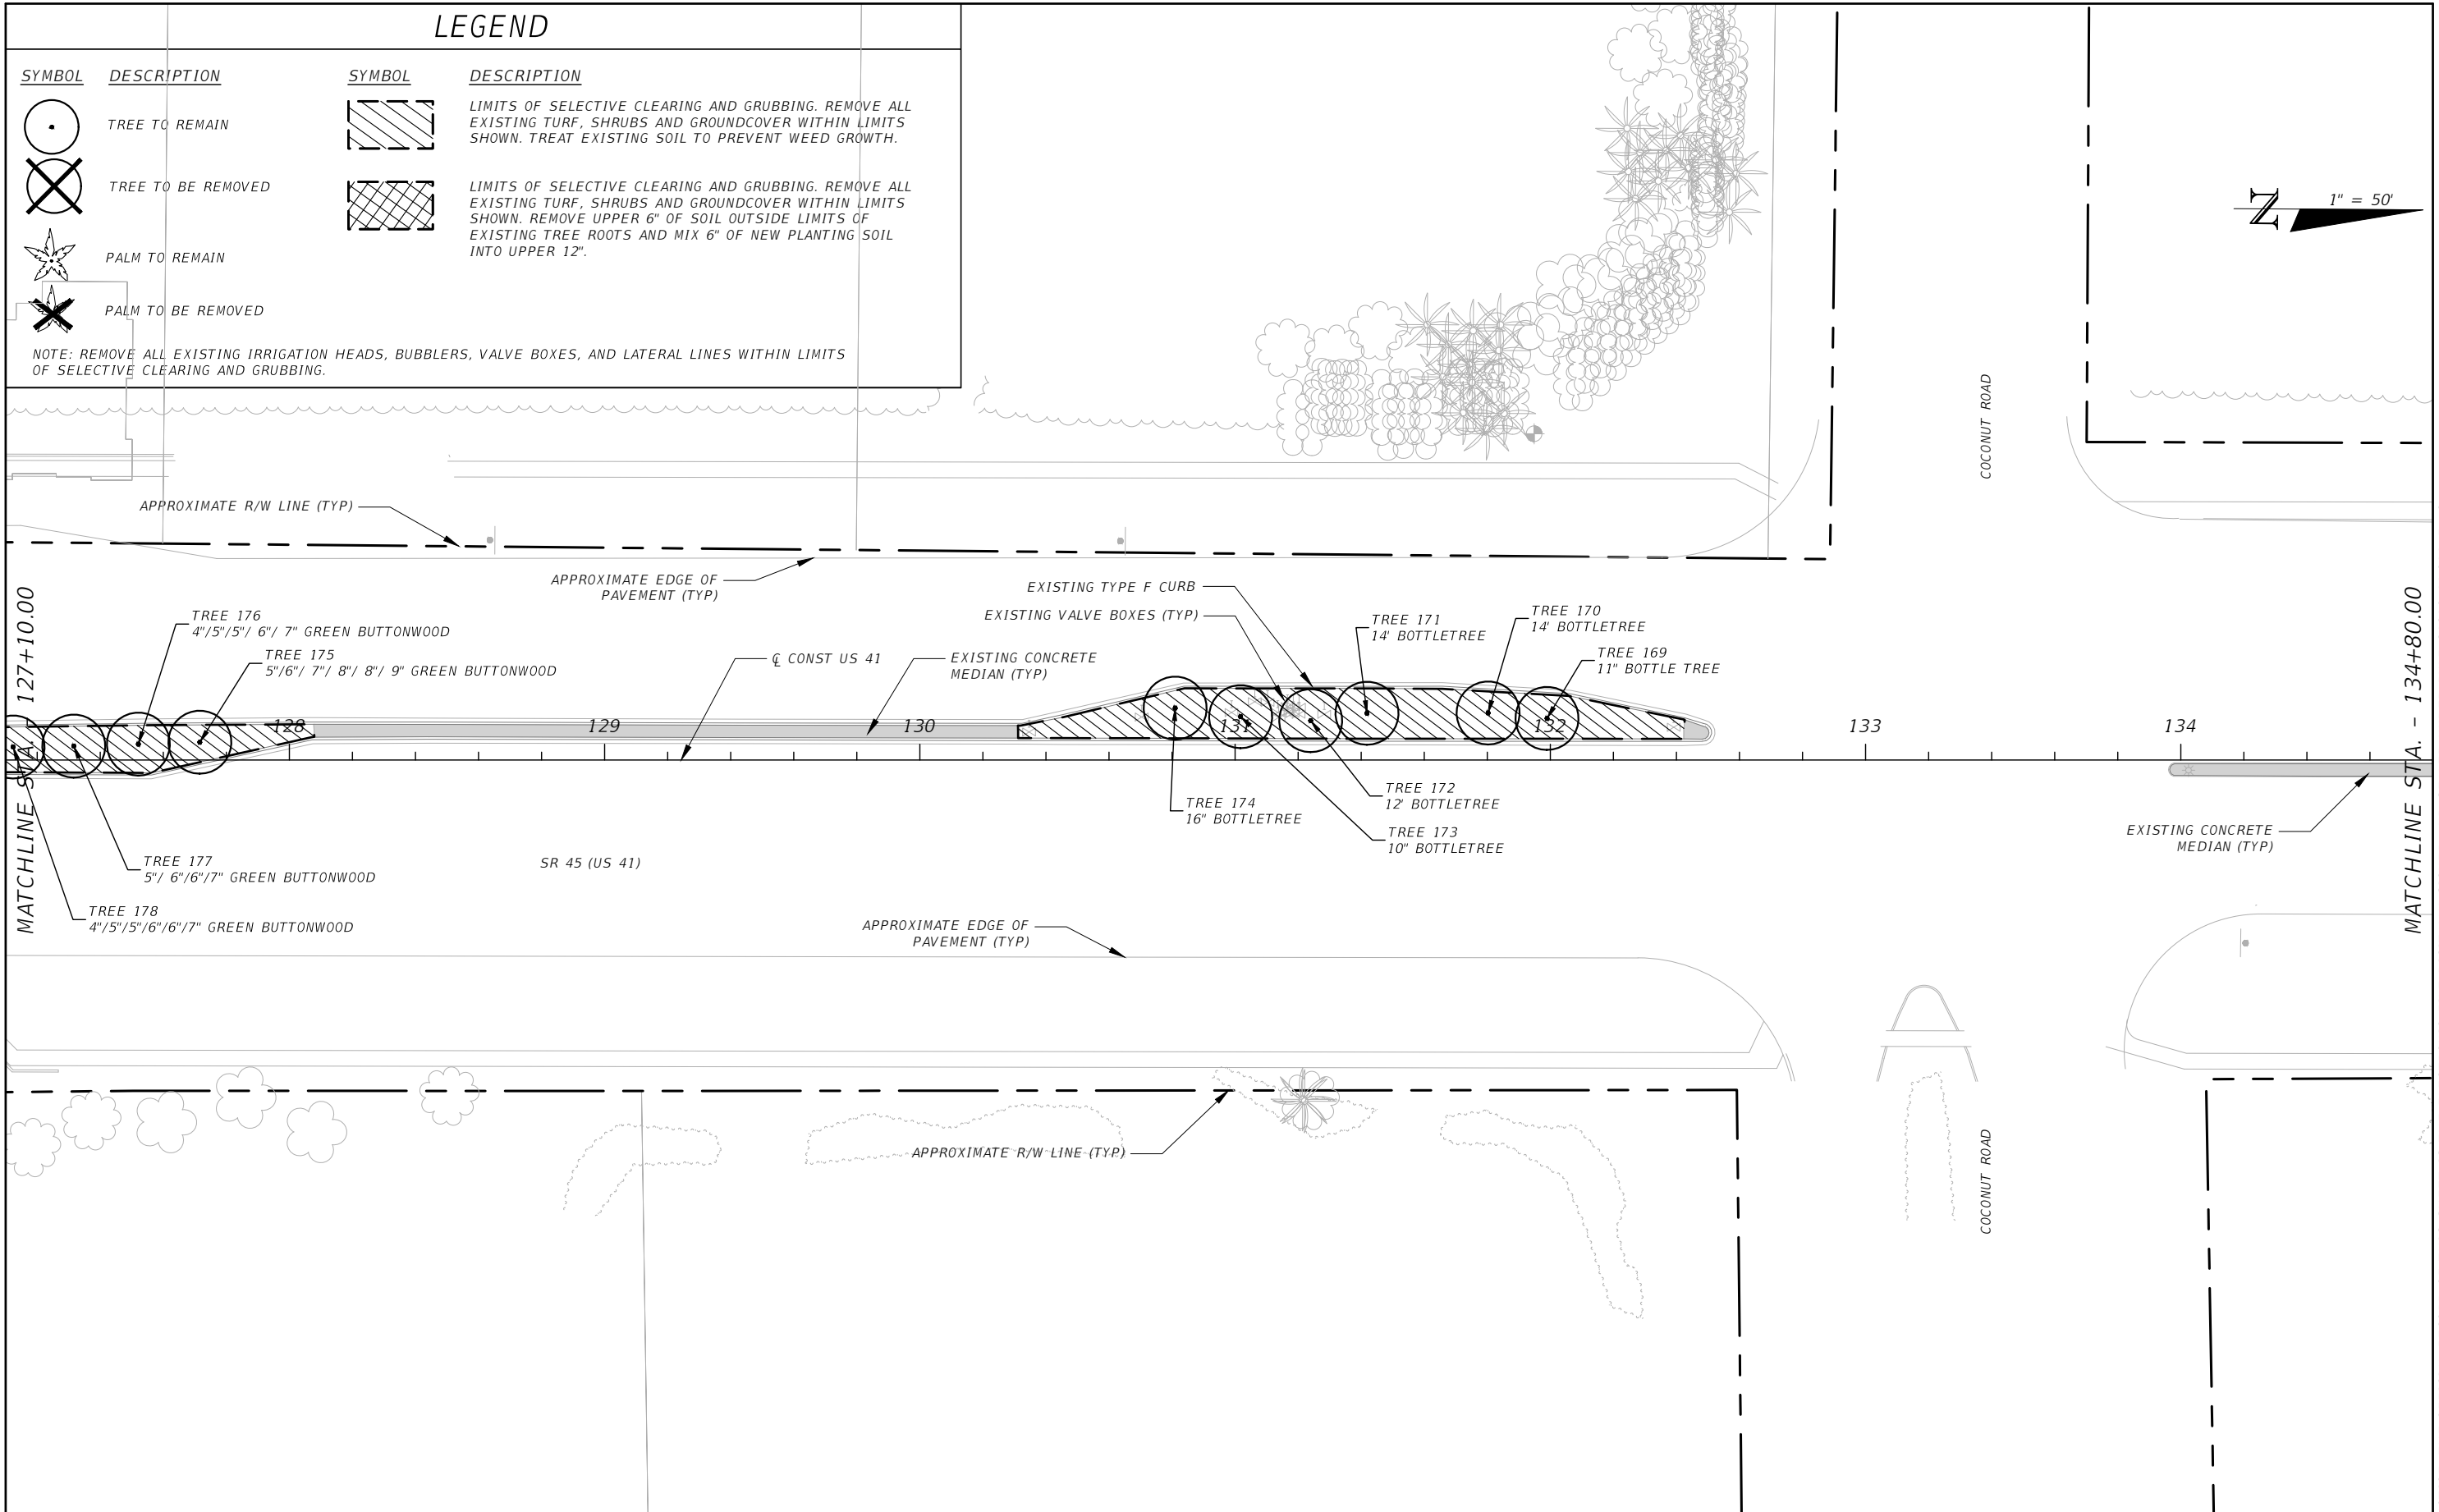 LEGEND
SYMBOL DESCRIPTION SYMBOL DESCRIPTION
TREE TO REMAIN
TREE TO BE REMOVED
PALM TO REMAIN
PALM TO BE REMOVED
LIMITS OF SELECTIVE CLEARING AND GRUBBING. REMOVE ALL
EXISTING TURF, SHRUBS AND GROUNDCOVER WITHIN LIMITS
SHOWN. TREAT EXISTING SOIL TO PREVENT WEED GROWTH.
LIMITS OF SELECTIVE CLEARING AND GRUBBING. REMOVE ALL
EXISTING TURF, SHRUBS AND GROUNDCOVER WITHIN LIMITS
SHOWN. REMOVE UPPER 6" OF SOIL OUTSIDE LIMITS OF
EXISTING TREE ROOTS AND MIX 6" OF NEW PLANTING SOIL
INTO UPPER 12".
NOTE: REMOVE ALL EXISTING IRRIGATION HEADS, BUBBLERS, VALVE BOXES, AND LATERAL LINES WITHIN LIMITS
OF SELECTIVE CLEARING AND GRUBBING.
N
1" = 50'
COCONUT ROAD
APPROXIMATE R/W LINE (TYP)
APPROXIMATE EDGE OF
PAVEMENT (TYP)
EXISTING TYPE F CURB
EXISTING VALVE BOXES (TYP)
TREE 176
4"/5"/5"/ 6"/ 7" GREEN BUTTONWOOD
TREE 175
5"/6"/ 7"/ 8"/ 8"/ 9" GREEN BUTTONWOOD
℄ CONST US 41
EXISTING CONCRETE
MEDIAN (TYP)
TREE 171
14' BOTTLETREE
TREE 170
14' BOTTLETREE
TREE 169
11" BOTTLE TREE
MATCHLINE STA. - 127+10.00
128
129
130
131
132
133
134
MATCHLINE STA. - 134+80.00
TREE 174
16" BOTTLETREE
TREE 172
12' BOTTLETREE
TREE 173
10" BOTTLETREE
EXISTING CONCRETE
MEDIAN (TYP)
TREE 177
5"/ 6"/6"/7" GREEN BUTTONWOOD
SR 45 (US 41)
TREE 178
4"/5"/5"/6"/6"/7" GREEN BUTTONWOOD
APPROXIMATE EDGE OF
PAVEMENT (TYP)
APPROXIMATE R/W LINE (TYP)
COCONUT ROAD